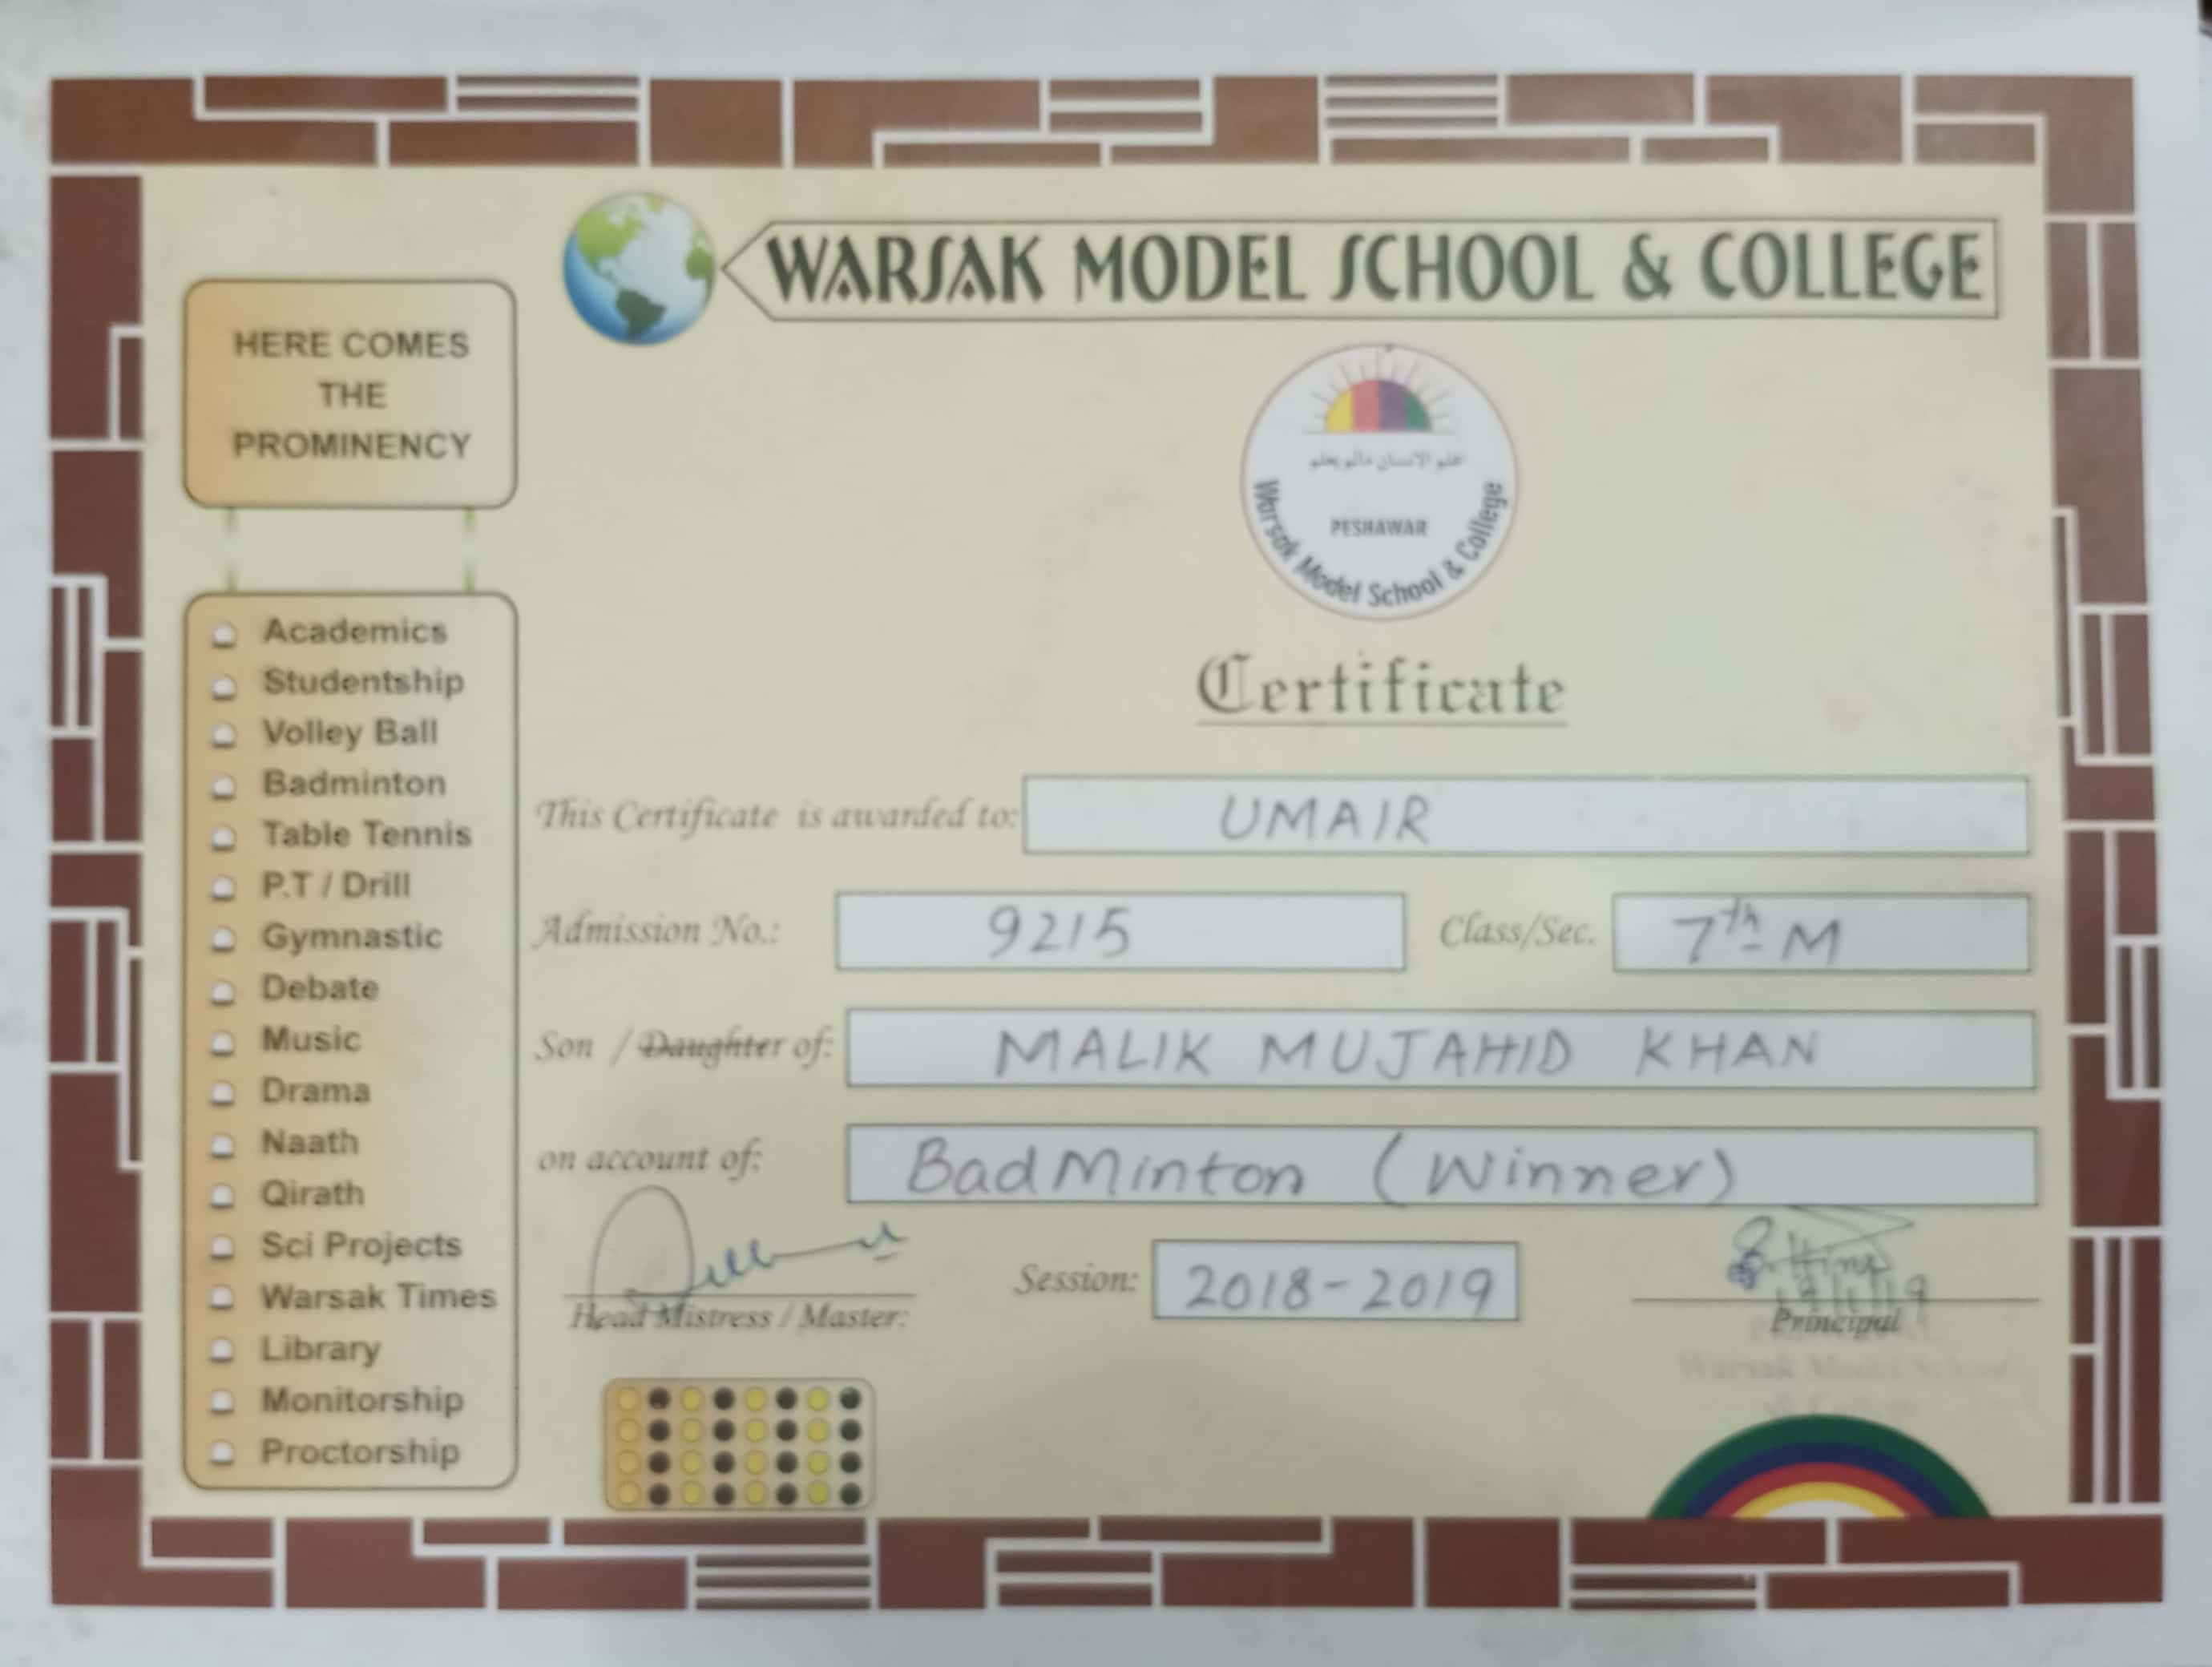 WARSAK MODEL SCHOOL & COLLEGE
HERE COMES
THE
PROMINENCY
علم الانسان مالم يعلم
PESHAWAR
Warsak Model School & College
Certificate
Academics
Studentship
Volley Ball
Badminton
Table Tennis
P.T / Drill
Gymnastic
Debate
Music
Drama
Naath
Qirath
Sci Projects
Warsak Times
Library
Monitorship
Proctorship
This Certificate is awarded to: UMAIR
Admission No.: 9215 Class/Sec. 7th M
Son / Daughter of: MALIK MUJAHID KHAN
on account of: BadMinton (Winner)
Session: 2018-2019
Head Mistress / Master:
Principal
Warsak Model School
& College